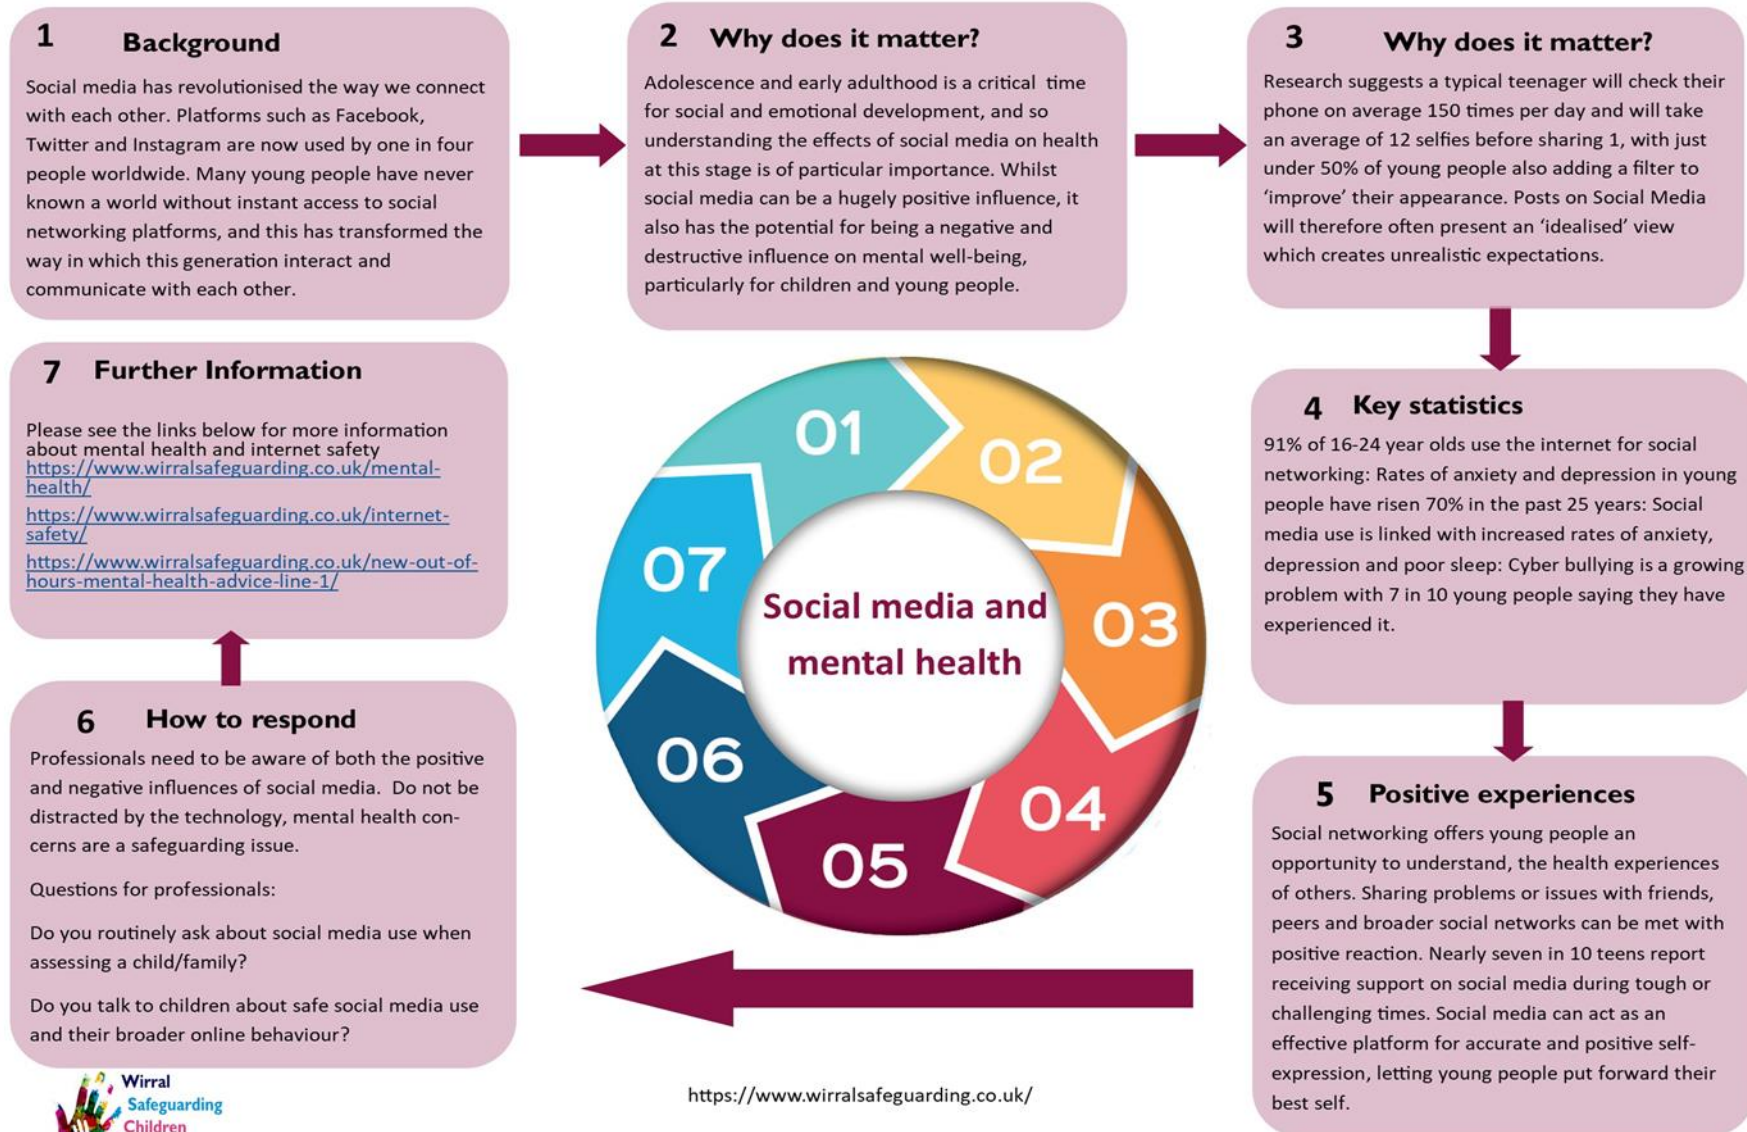 1 Background
Social media has revolutionised the way we connect
with each other. Platforms such as Facebook,
Twitter and Instagram are now used by one in four
people worldwide. Many young people have never
known a world without instant access to social
networking platforms, and this has transformed the
way in which this generation interact and
communicate with each other.
2 Why does it matter?
Adolescence and early adulthood is a critical time
for social and emotional development, and so
understanding the effects of social media on health
at this stage is of particular importance. Whilst
social media can be a hugely positive influence, it
also has the potential for being a negative and
destructive influence on mental well-being,
particularly for children and young people.
3 Why does it matter?
Research suggests a typical teenager will check their
phone on average 150 times per day and will take
an average of 12 selfies before sharing 1, with just
under 50% of young people also adding a filter to
‘improve’ their appearance. Posts on Social Media
will therefore often present an ‘idealised’ view
which creates unrealistic expectations.
4 Key statistics
91% of 16-24 year olds use the internet for social
networking: Rates of anxiety and depression in young
people have risen 70% in the past 25 years: Social
media use is linked with increased rates of anxiety,
depression and poor sleep: Cyber bullying is a growing
problem with 7 in 10 young people saying they have
experienced it.
5 Positive experiences
Social networking offers young people an
opportunity to understand, the health experiences
of others. Sharing problems or issues with friends,
peers and broader social networks can be met with
positive reaction. Nearly seven in 10 teens report
receiving support on social media during tough or
challenging times. Social media can act as an
effective platform for accurate and positive self-
expression, letting young people put forward their
best self.
6 How to respond
Professionals need to be aware of both the positive
and negative influences of social media. Do not be
distracted by the technology, mental health con-
cerns are a safeguarding issue.
Questions for professionals:
Do you routinely ask about social media use when
assessing a child/family?
Do you talk to children about safe social media use
and their broader online behaviour?
7 Further Information
Please see the links below for more information
about mental health and internet safety
https://www.wirralsafeguarding.co.uk/mental-
health/
https://www.wirralsafeguarding.co.uk/internet-
safety/
https://www.wirralsafeguarding.co.uk/new-out-of-
hours-mental-health-advice-line-1/
01
02
03
04
05
06
07
Social media and
mental health
Wirral
Safeguarding
Children
https://www.wirralsafeguarding.co.uk/